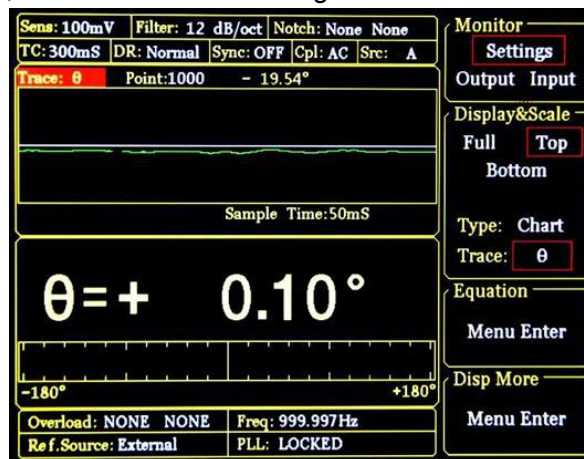 Sens: 100mV Filter: 12 dB/oct Notch: None None
TC: 300mS DR: Normal Sync: OFF Cpl: AC Src: A
Trace: θ Point:1000 - 19.54°
Sample Time:50mS
θ=+ 0.10°
-180° +180°
Overload: NONE NONE Freq: 999.997Hz
Ref.Source: External PLL: LOCKED
Monitor
Settings
Output Input
Display&Scale
Full Top
Bottom
Type: Chart
Trace: θ
Equation
Menu Enter
Disp More
Menu Enter